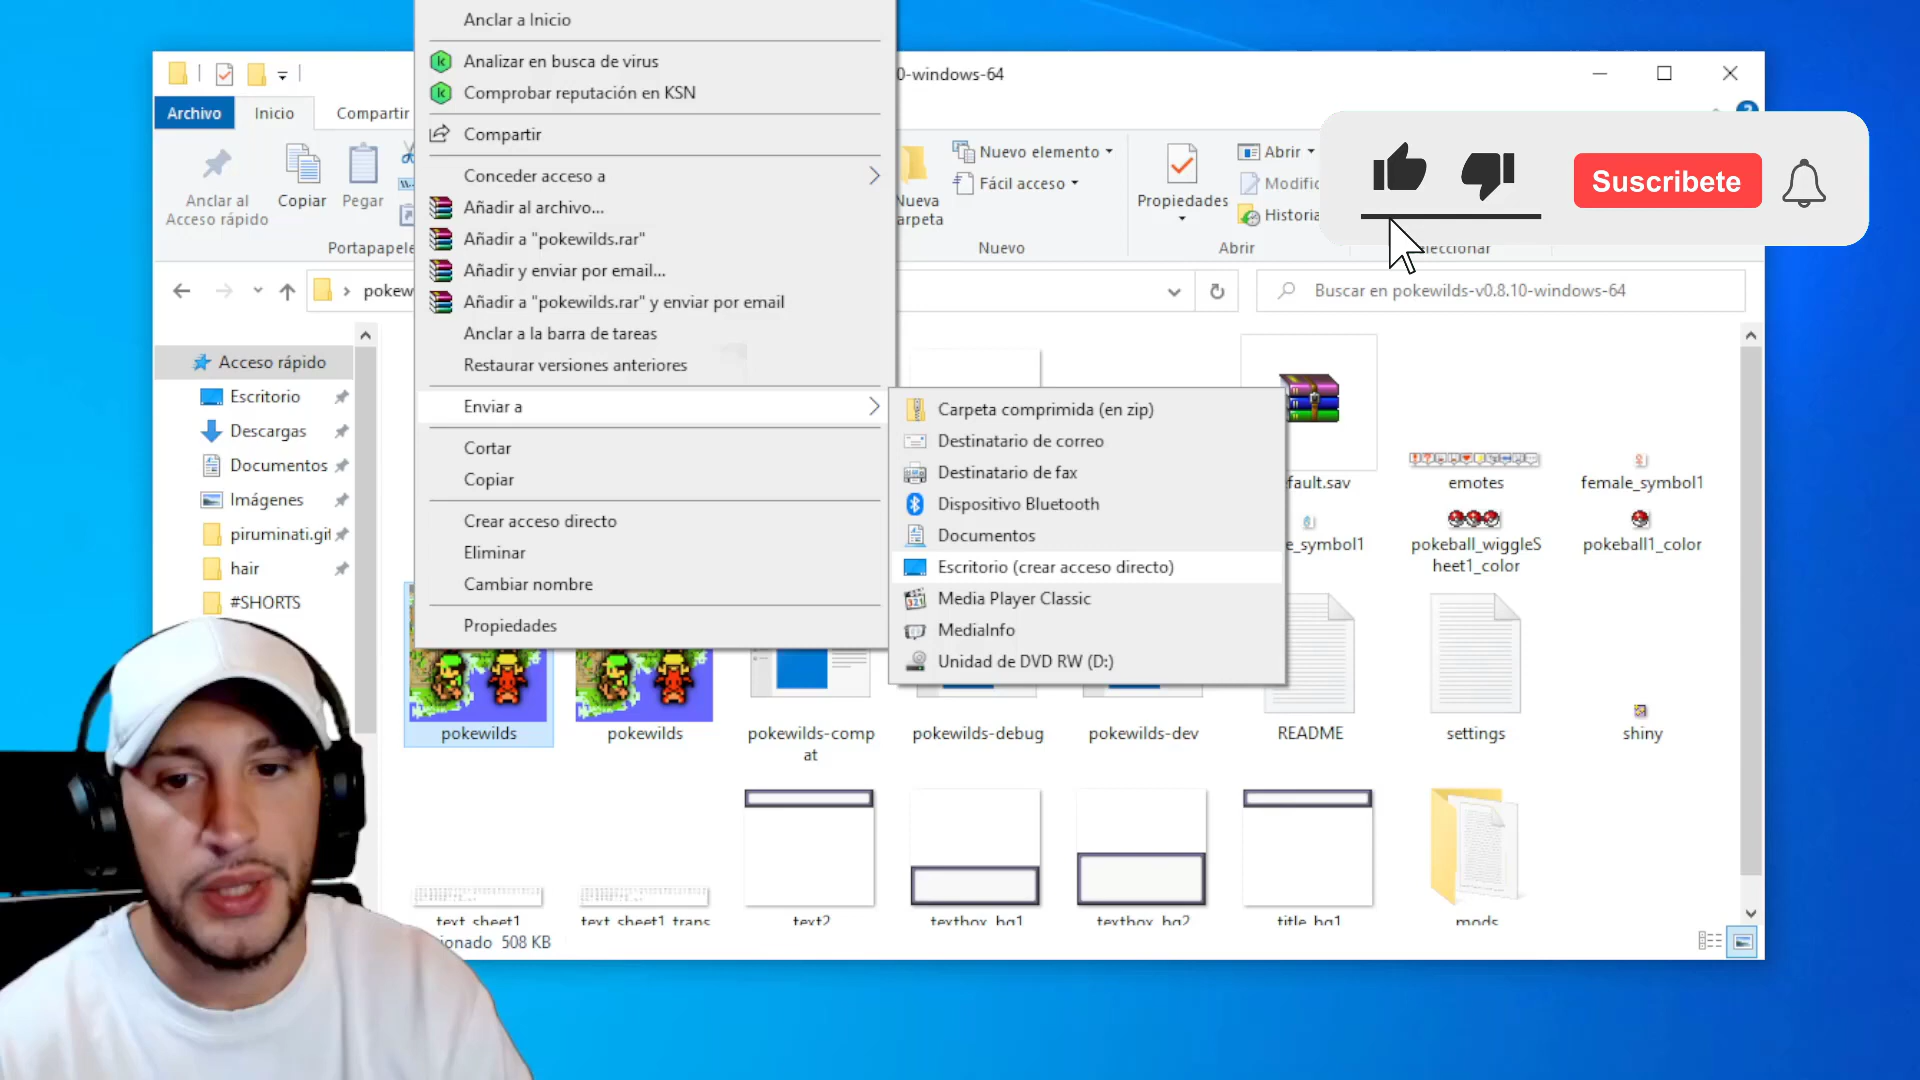 Anclar a Inicio
Analizar en busca de virus
Comprobar reputación en KSN
Compartir
Conceder acceso a
Añadir al archivo...
Añadir a "pokewilds.rar"
Añadir y enviar por email...
Añadir a "pokewilds.rar" y enviar por email
Anclar a la barra de tareas
Restaurar versiones anteriores
Enviar a
Cortar
Copiar
Crear acceso directo
Eliminar
Cambiar nombre
Propiedades
Carpeta comprimida (en zip)
Destinatario de correo
Destinatario de fax
Dispositivo Bluetooth
Documentos
Escritorio (crear acceso directo)
Media Player Classic
MediaInfo
Unidad de DVD RW (D:)
0-windows-64
Archivo
Inicio
Compartir
Anclar al
Acceso rápido
Copiar
Pegar
Portapapele
Nueva
arpeta
Nuevo elemento
Fácil acceso
Nuevo
Propiedades
Abrir
Modific
Historia
Abrir
eleccionar
Suscribete
pokew
Buscar en pokewilds-v0.8.10-windows-64
Acceso rápido
Escritorio
Descargas
Documentos
Imágenes
piruminati.git
hair
#SHORTS
fault.sav
emotes
female_symbol1
e_symbol1
pokeball_wiggleS
heet1_color
pokeball1_color
pokewilds
pokewilds
pokewilds-comp
at
pokewilds-debug
pokewilds-dev
README
settings
shiny
text_sheet1
text_sheet1_trans
text2
textbox_bg1
textbox_bg2
title_bg1
mods
ionado 508 KB